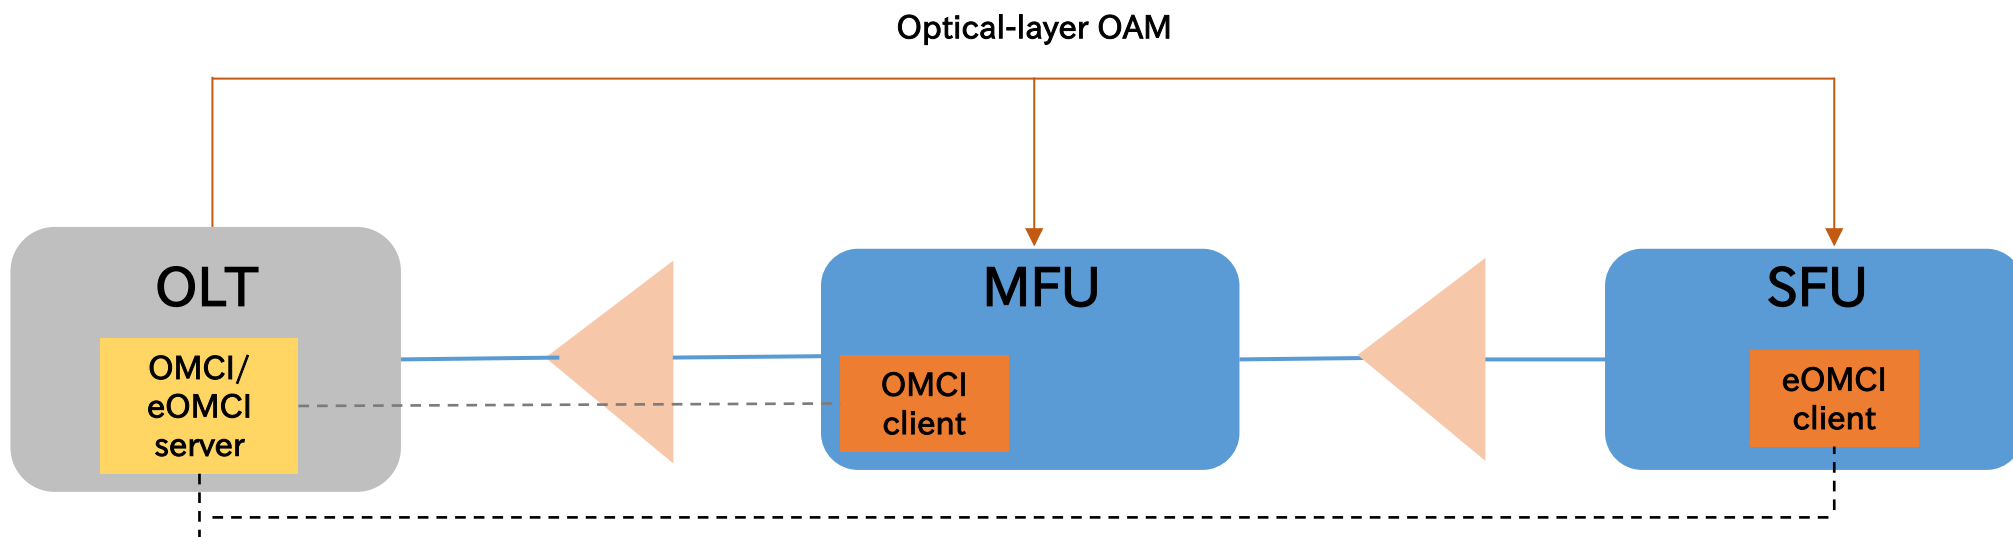 Optical-layer OAM
OLT
MFU
SFU
OMCI/
eOMCI
server
OMCI
client
eOMCI
client